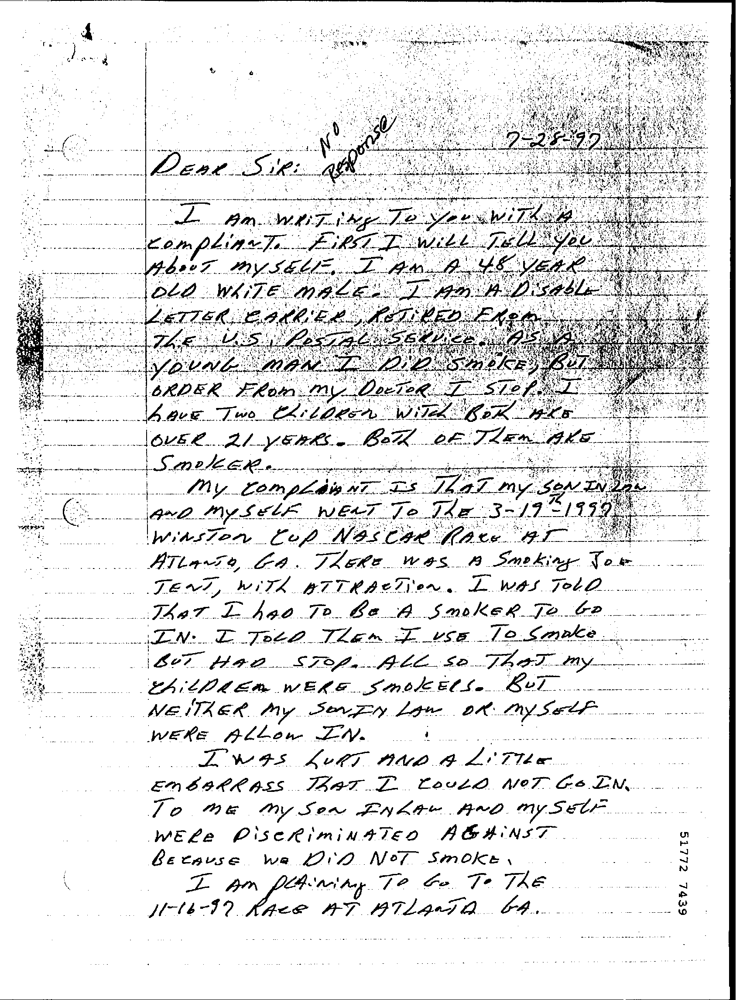 No
Response
7-28-97
DEAR SIR:
I AM WRITING TO YOU WITH A
COMPLIANT. FIRST I WILL TELL YOU
ABOUT MYSELF. I AM A 48 YEAR
OLD WHITE MALE. I AM A DISABLE
LETTER CARRIER, RETIRED FROM
THE U.S. POSTAL SERVICE. AS A
YOUNG MAN I DID SMOKE, BUT
ORDER FROM MY DOCTOR I STOP. I
HAVE TWO CHILDREN WITCH BOTH ARE
OVER 21 YEARS. BOTH OF THEM ARE
SMOKER.
MY COMPLAINT IS THAT MY SON IN LAW
AND MYSELF WENT TO THE 3-19TH-1997
WINSTON CUP NASCAR RACE AT
ATLANTA, GA. THERE WAS A SMOKING JOE
TENT, WITH ATTRACTION. I WAS TOLD
THAT I HAD TO BE A SMOKER TO GO
IN. I TOLD THEM I USE TO SMOKE
BUT HAD STOP. ALL SO THAT MY
CHILDREN WERE SMOKERS. BUT
NEITHER MY SON IN LAW OR MYSELF
WERE ALLOW IN.
I WAS HURT AND A LITTLE
EMBARRASS THAT I COULD NOT GO IN.
TO ME MY SON INLAW AND MYSELF
WERE DISCRIMINATED AGAINST
BECAUSE WE DID NOT SMOKE.
I AM PLAINING TO GO TO THE
11-16-97 RACE AT ATLANTA GA.
51772 7439